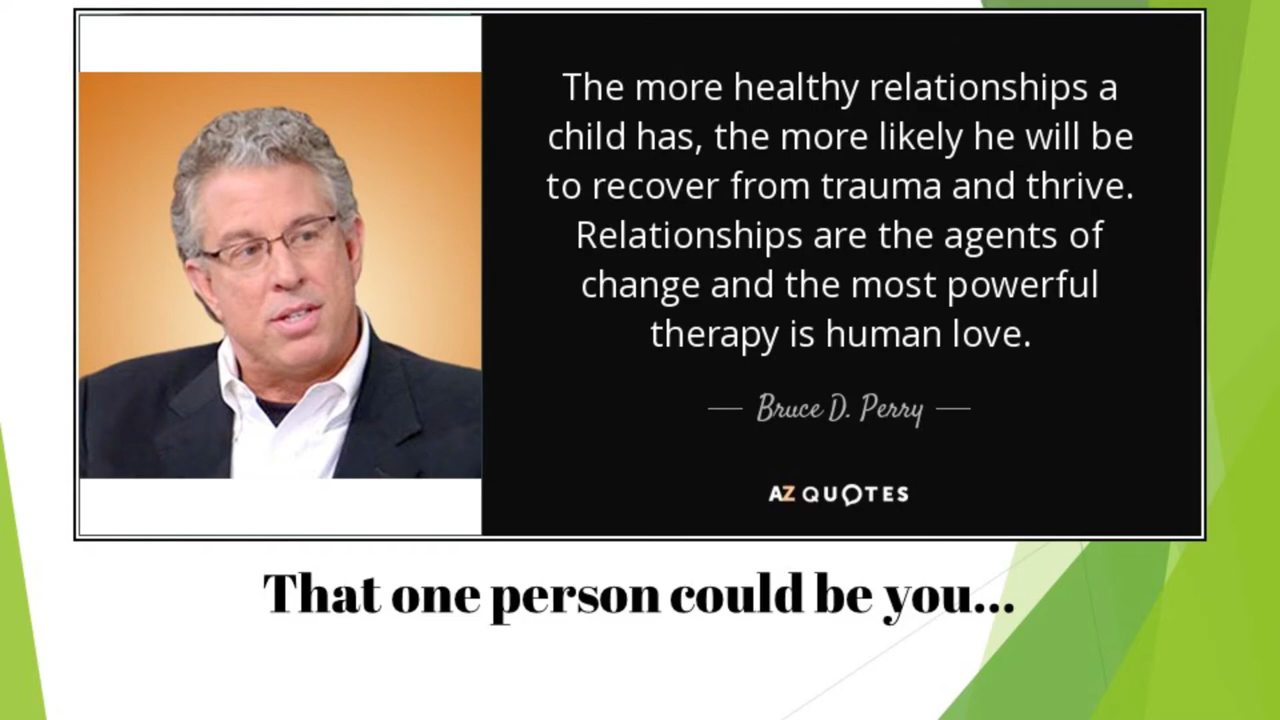 The more healthy relationships a
child has, the more likely he will be
to recover from trauma and thrive.
Relationships are the agents of
change and the most powerful
therapy is human love.
— Bruce D. Perry —
AZ QUOTES
That one person could be you...